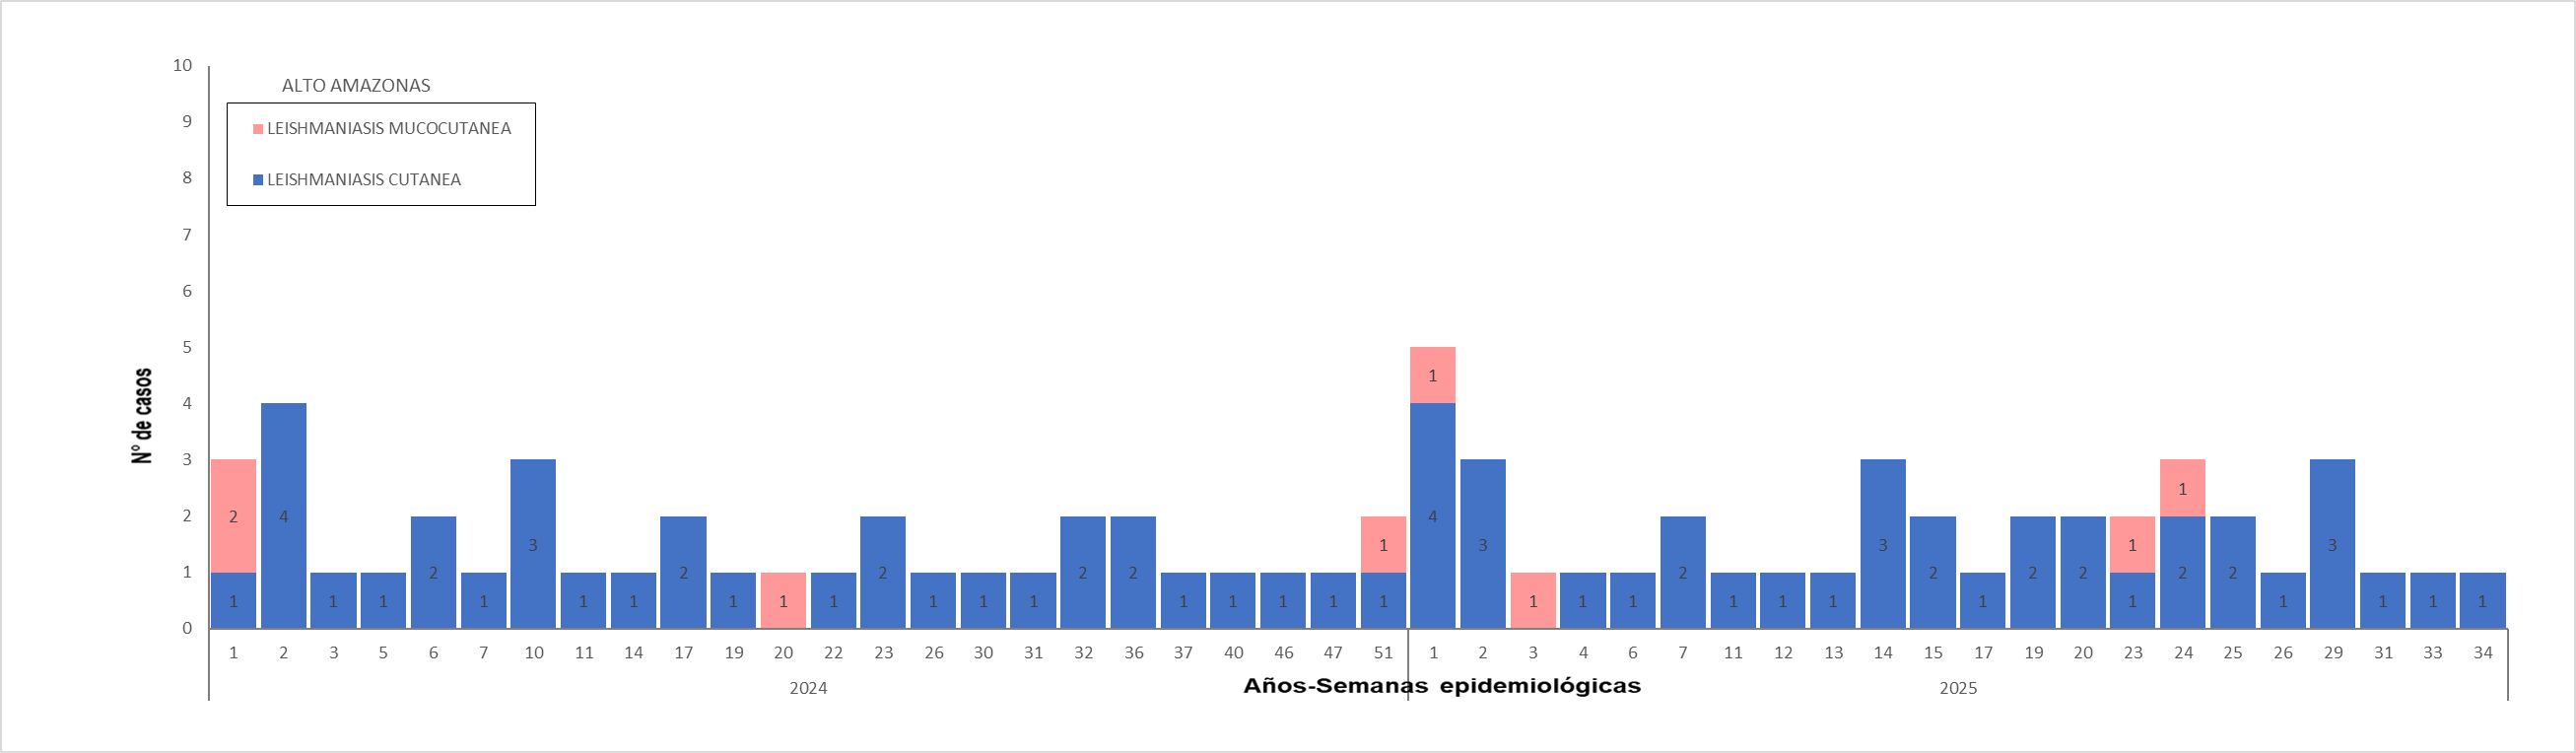 ALTO AMAZONAS
LEISHMANIASIS MUCOCUTANEA
LEISHMANIASIS CUTANEA
N° de casos
10
9
8
7
6
5
4
3
2
1
0
2 4 1 1 2 1 3 1 1 2 1 1 1 2 1 1 1 2 2 1 1 1 1 1 1 3 1 1 1 2 1 1 1 3 2 1 2 2 1 1 2 1 3 1 1 1
1 1 4 1 2
1 2 3 5 6 7 10 11 14 17 19 20 22 23 26 30 31 32 36 37 40 46 47 51 1 2 3 4 6 7 11 12 13 14 15 17 19 20 23 24 25 26 29 31 33 34
2024 2025
Años-Semanas epidemiológicas